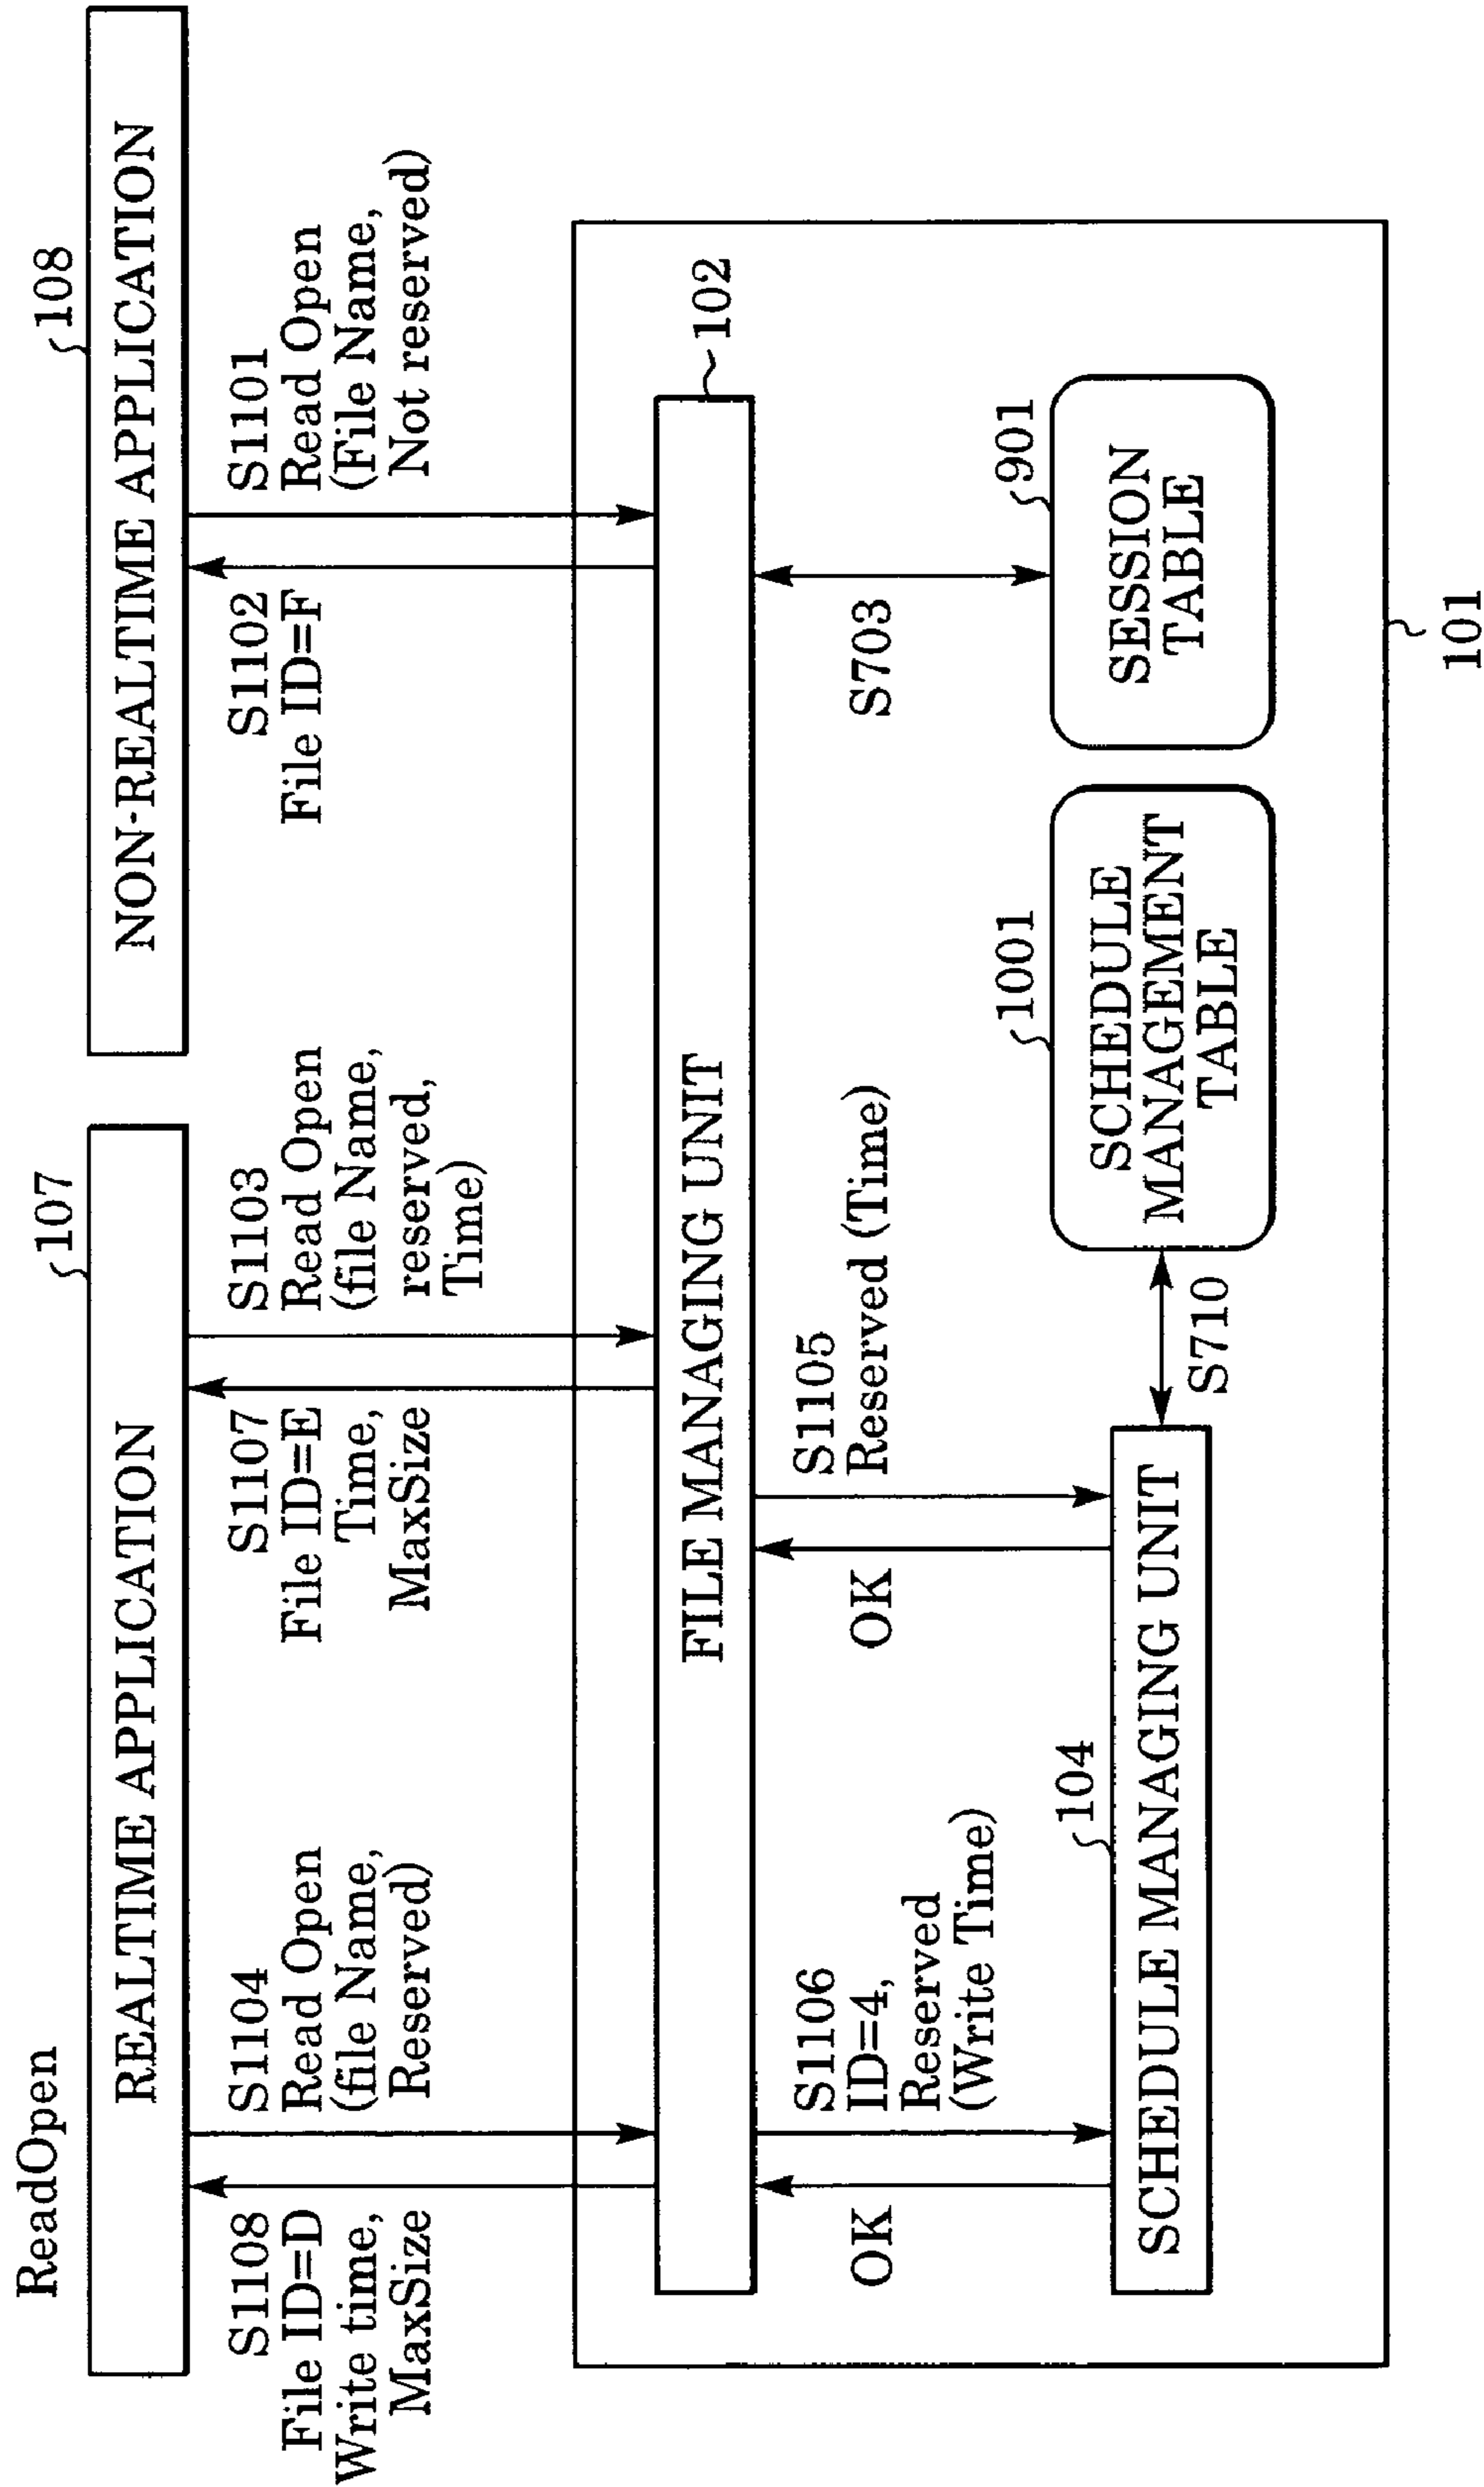 ReadOpen
107
108
REALTIME APPLICATION
NON-REALTIME APPLICATION
S1108
File ID=D
Write time,
MaxSize
S1104
Read Open
(file Name,
Reserved)
S1107
File ID=E
Time,
MaxSize
S1103
Read Open
(file Name,
reserved,
Time)
S1102
File ID=F
S1101
Read Open
(File Name,
Not reserved)
FILE MANAGING UNIT
102
OK
S1106
ID=4,
Reserved
(Write Time)
OK
S1105
Reserved (Time)
S703
104
1001
901
SCHEDULE MANAGING UNIT
S710
SCHEDULE
MANAGEMENT
TABLE
SESSION
TABLE
101